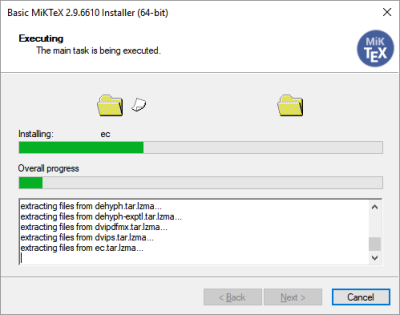 Basic MiKTeX 2.9.6610 Installer (64-bit)
Executing
The main task is being executed.
MiK
TEX
Installing: ec
Overall progress
extracting files from dehyph.tar.lzma...
extracting files from dehyph-exptl.tar.lzma...
extracting files from dvipdfmx.tar.lzma...
extracting files from dvips.tar.lzma...
extracting files from ec.tar.lzma...
< Back
Next >
Cancel